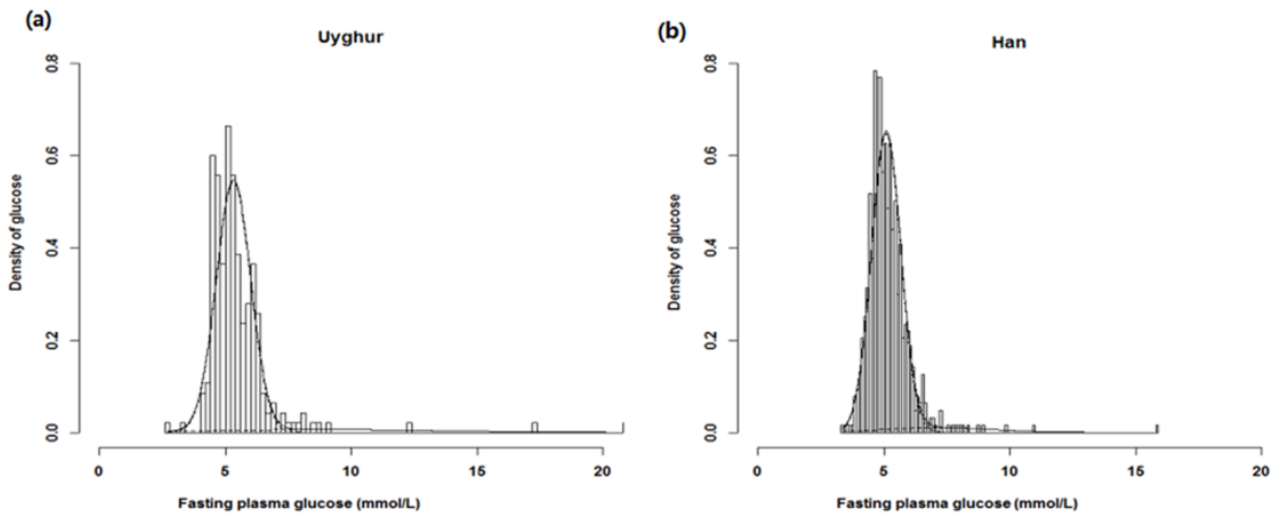 (a)
Uyghur
Density of glucose
0.8
0.6
0.4
0.2
0.0
0 5 10 15 20
Fasting plasma glucose (mmol/L)
(b)
Han
Density of glucose
0.8
0.6
0.4
0.2
0.0
0 5 10 15 20
Fasting plasma glucose (mmol/L)